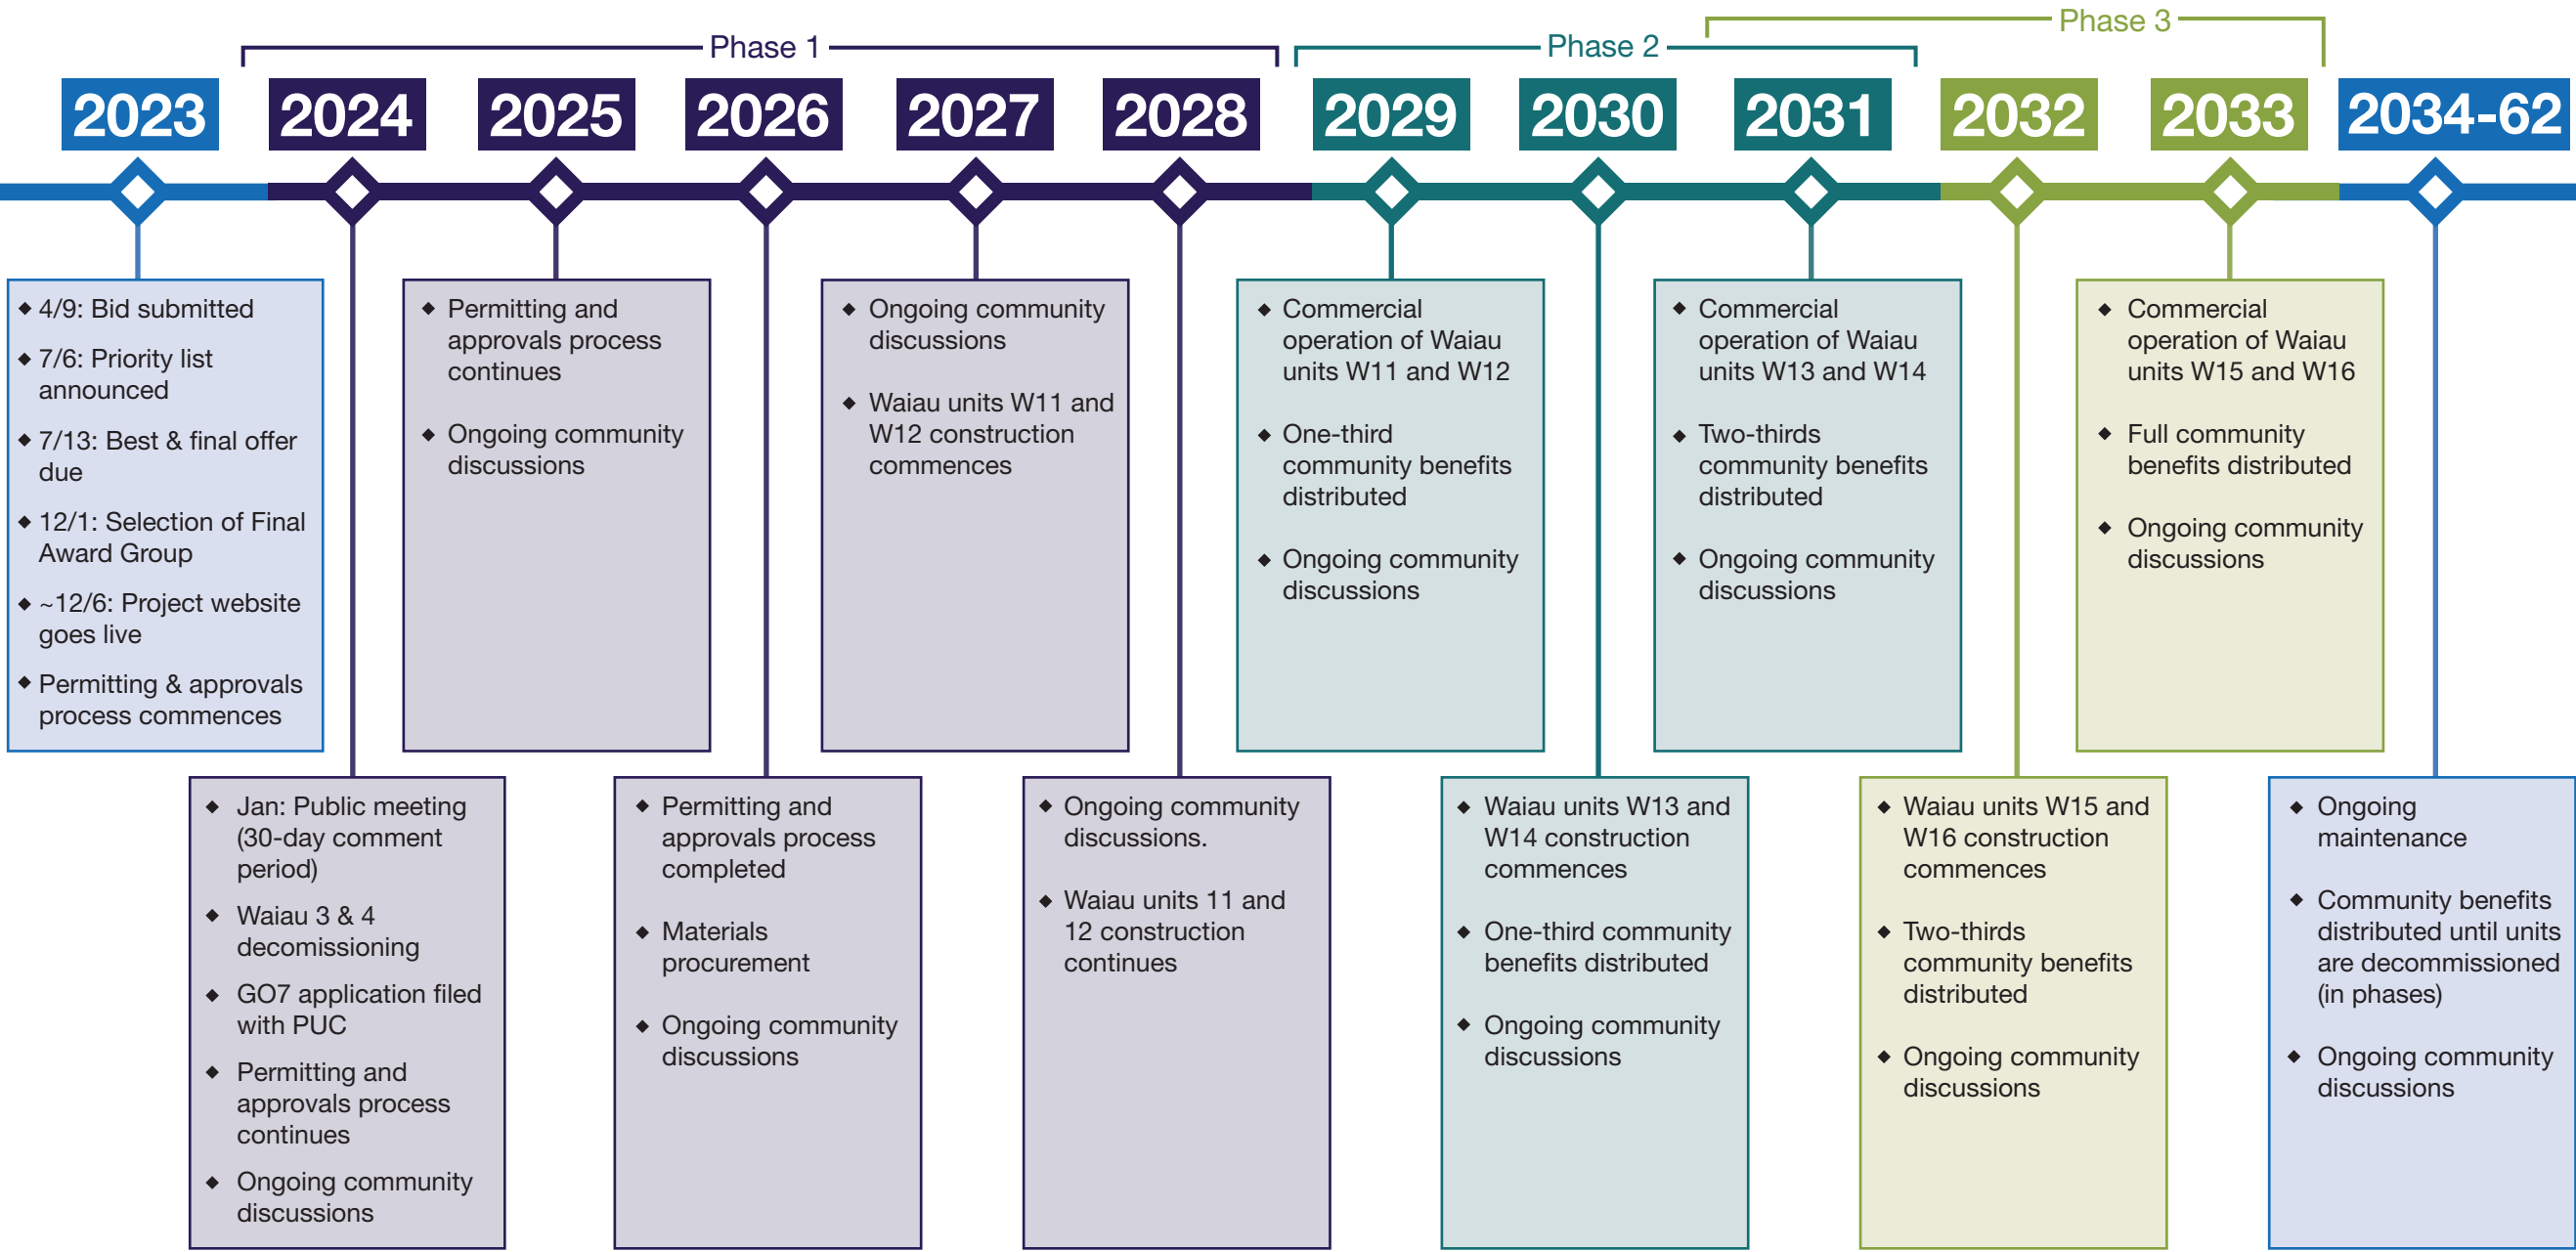 Phase 1
Phase 2
Phase 3
2023
2024
2025
2026
2027
2028
2029
2030
2031
2032
2033
2034-62
4/9: Bid submitted
7/6: Priority list
announced
7/13: Best & final offer
due
12/1: Selection of Final
Award Group
~12/6: Project website
goes live
Permitting & approvals
process commences
Jan: Public meeting
(30-day comment
period)
Waiau 3 & 4
decomissioning
GO7 application filed
with PUC
Permitting and
approvals process
continues
Ongoing community
discussions
Permitting and
approvals process
continues
Ongoing community
discussions
Permitting and
approvals process
completed
Materials
procurement
Ongoing community
discussions
Ongoing community
discussions
Waiau units W11 and
W12 construction
commences
Ongoing community
discussions.
Waiau units 11 and
12 construction
continues
Commercial
operation of Waiau
units W11 and W12
One-third
community benefits
distributed
Ongoing community
discussions
Waiau units W13 and
W14 construction
commences
One-third community
benefits distributed
Ongoing community
discussions
Commercial
operation of Waiau
units W13 and W14
Two-thirds
community benefits
distributed
Ongoing community
discussions
Waiau units W15 and
W16 construction
commences
Two-thirds
community benefits
distributed
Ongoing community
discussions
Commercial
operation of Waiau
units W15 and W16
Full community
benefits distributed
Ongoing community
discussions
Ongoing
maintenance
Community benefits
distributed until units
are decommissioned
(in phases)
Ongoing community
discussions